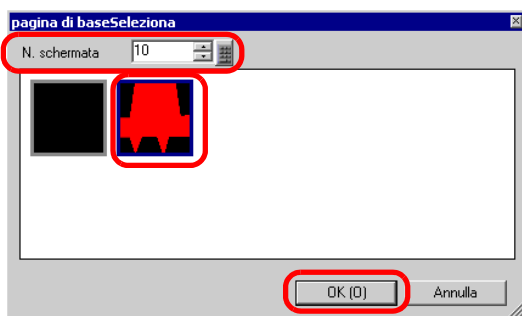 pagina di baseSeleziona
N. schermata 10
OK (O) Annulla